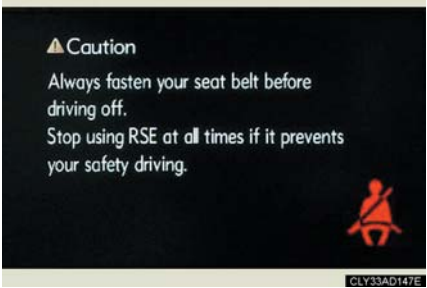 Caution
Always fasten your seat belt before
driving off.
Stop using RSE at all times if it prevents
your safety driving.
CLY33AD147E